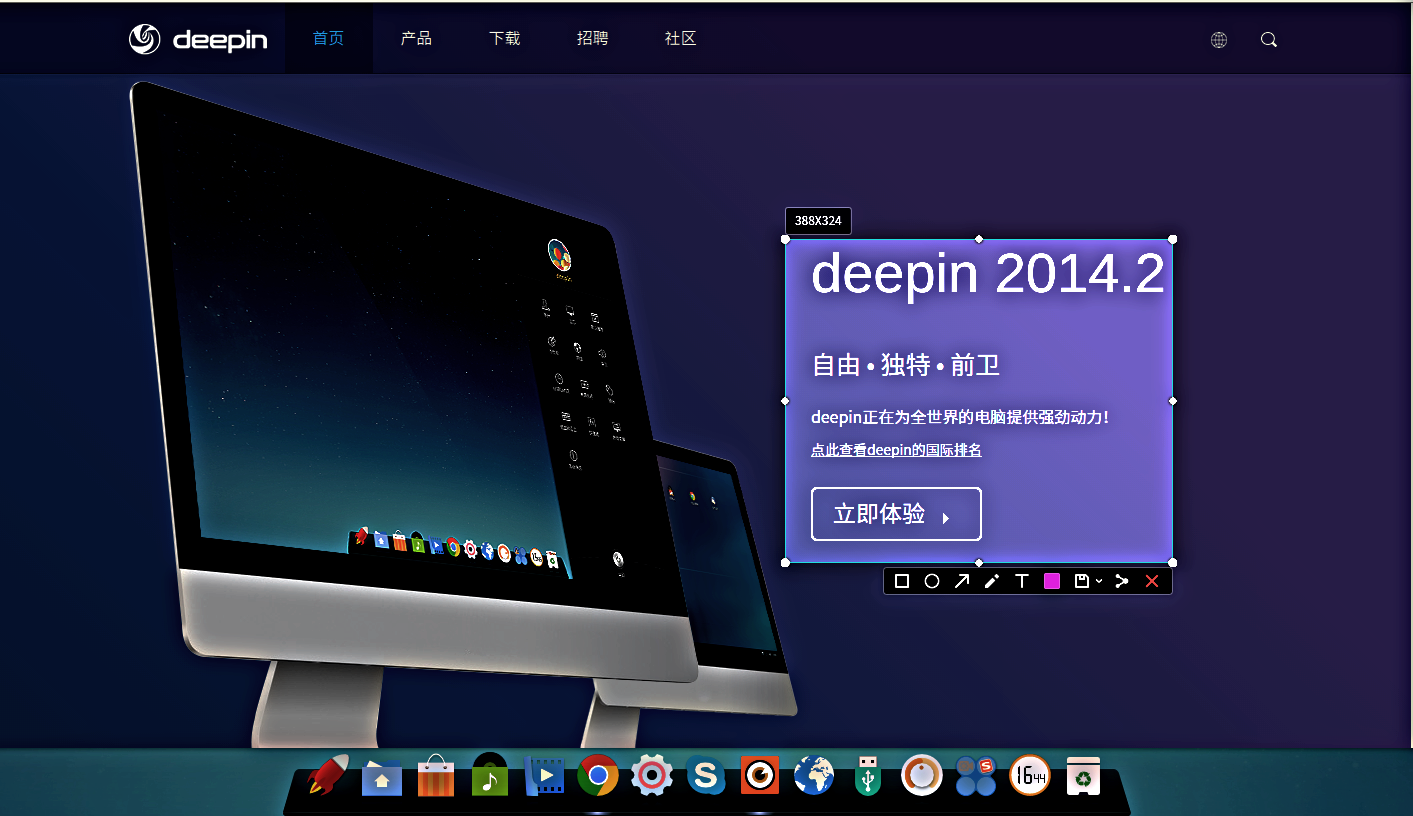 deepin 首页 产品 下载 招聘 社区
388X324
deepin 2014.2
自由 • 独特 • 前卫
deepin正在为全世界的电脑提供强劲动力!
点此查看deepin的国际排名
立即体验
1644